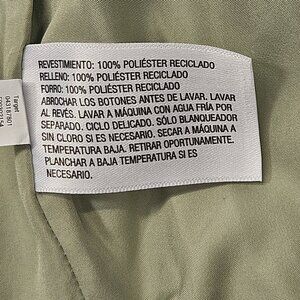 REVESTIMIENTO: 100% POLIÉSTER RECICLADO
RELLENO: 100% POLIÉSTER RECICLADO
FORRO: 100% POLIÉSTER RECICLADO
ABROCHAR LOS BOTONES ANTES DE LAVAR. LAVAR
AL REVÉS. LAVAR A MÁQUINA CON AGUA FRÍA POR
SEPARADO. CICLO DELICADO. SÓLO BLANQUEADOR
SIN CLORO SI ES NECESARIO. SECAR A MÁQUINA A
TEMPERATURA BAJA. RETIRAR OPORTUNAMENTE.
PLANCHAR A BAJA TEMPERATURA SI ES
NECESARIO.
Target